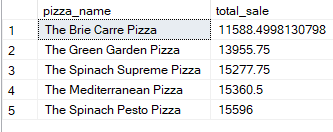 pizza_name total_sale
1 The Brie Carre Pizza 11588.4998130798
2 The Green Garden Pizza 13955.75
3 The Spinach Supreme Pizza 15277.75
4 The Mediterranean Pizza 15360.5
5 The Spinach Pesto Pizza 15596